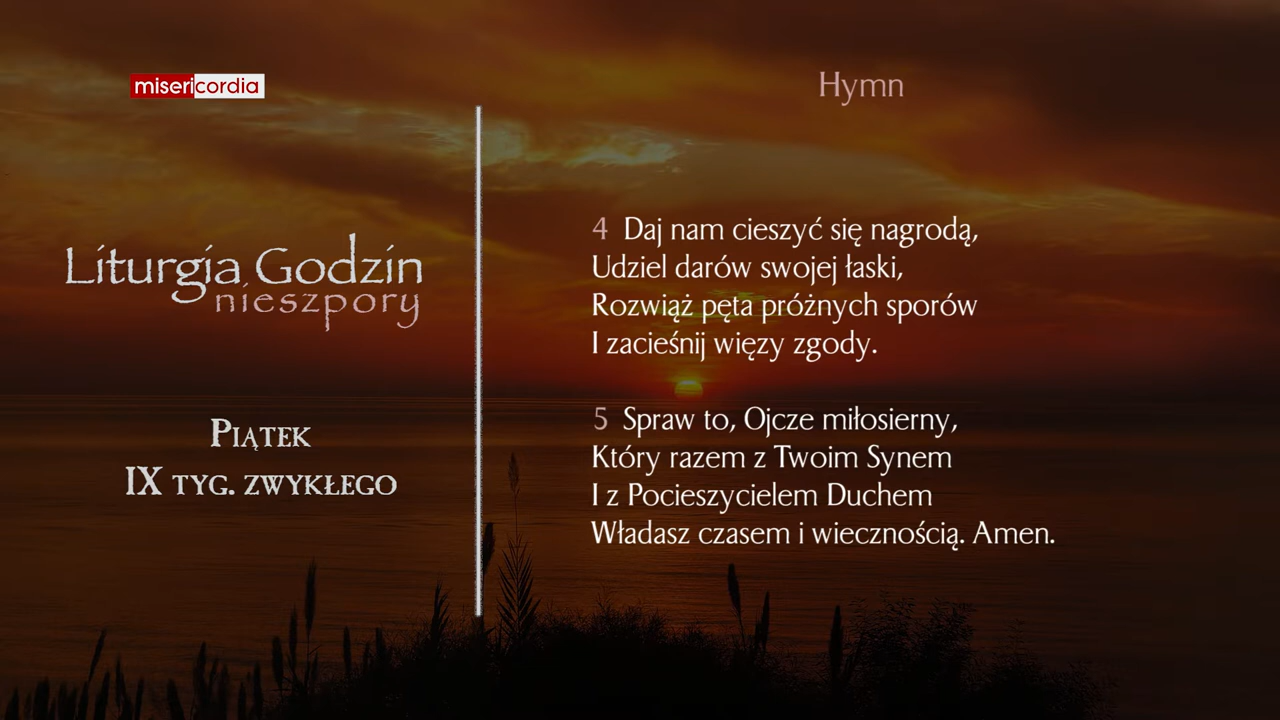 misericordia
Liturgia Godzin
nieszpory
Piątek
IX tyg. zwykłego
Hymn
4 Daj nam cieszyć się nagrodą,
Udziel darów swojej łaski,
Rozwiąż pęta próżnych sporów
I zacieśnij więzy zgody.
5 Spraw to, Ojcze miłosierny,
Który razem z Twoim Synem
I z Pocieszycielem Duchem
Władasz czasem i wiecznością. Amen.